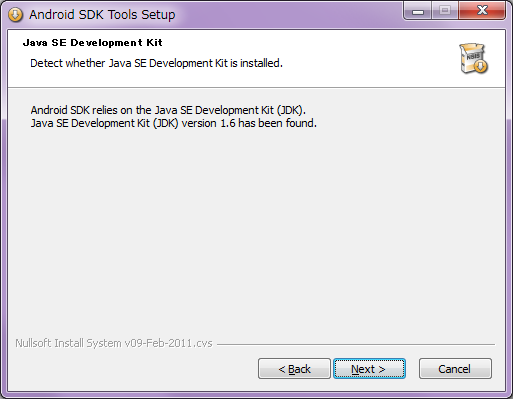 Android SDK Tools Setup
Java SE Development Kit
Detect whether Java SE Development Kit is installed.
NSIS
Android SDK relies on the Java SE Development Kit (JDK).
Java SE Development Kit (JDK) version 1.6 has been found.
Nullsoft Install System v09-Feb-2011.cvs
< Back
Next >
Cancel